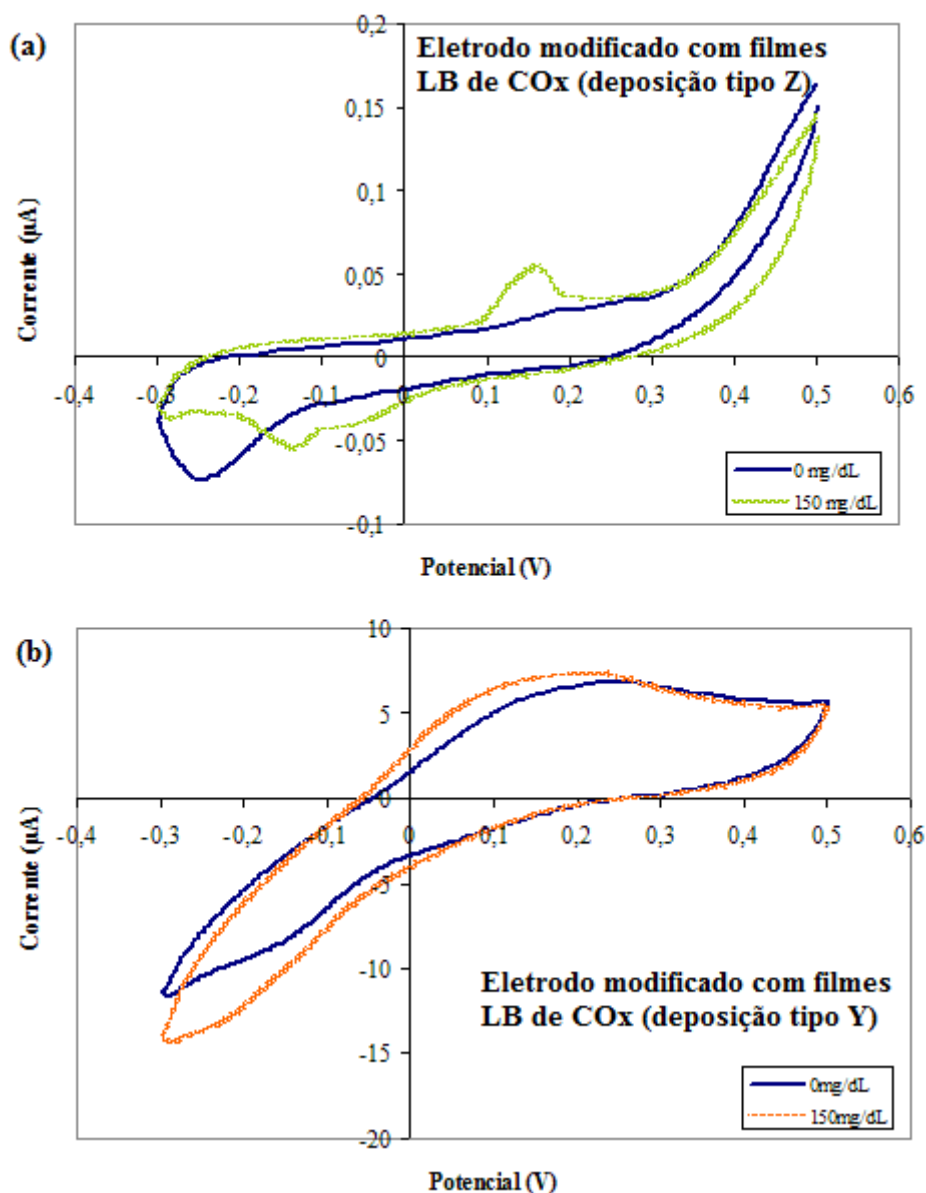 (a)
Eletrodo modificado com filmes
LB de COx (deposição tipo Z)
0,2
0,15
0,1
0,05
0
-0,05
-0,1
-0,4
-0,3
-0,2
-0,1
0
0,1
0,2
0,3
0,4
0,5
0,6
Corrente (µA)
Potencial (V)
0 mg/dL
150 mg/dL
(b)
10
5
0
-5
-10
-15
-20
-0,4
-0,3
-0,2
-0,1
0
0,1
0,2
0,3
0,4
0,5
0,6
Corrente (µA)
Eletrodo modificado com filmes
LB de COx (deposição tipo Y)
0mg/dL
150mg/dL
Potencial (V)